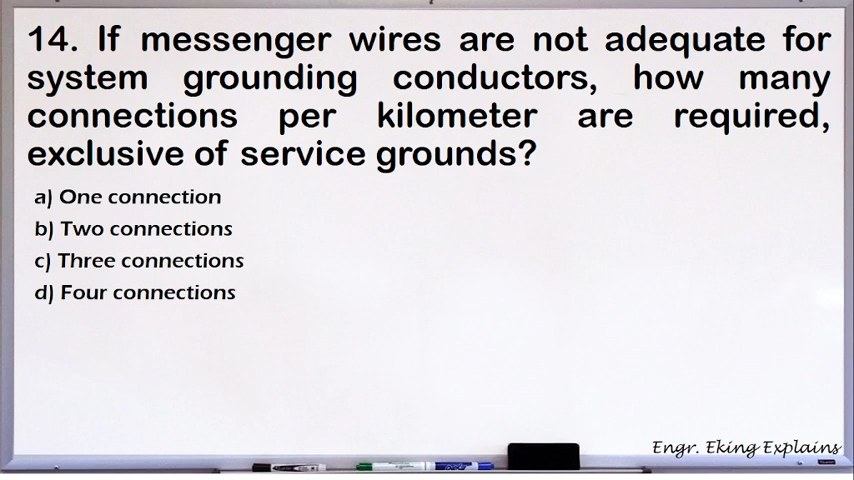 14. If messenger wires are not adequate for
system grounding conductors, how many
connections per kilometer are required,
exclusive of service grounds?
a) One connection
b) Two connections
c) Three connections
d) Four connections
Engr. Eking Explains